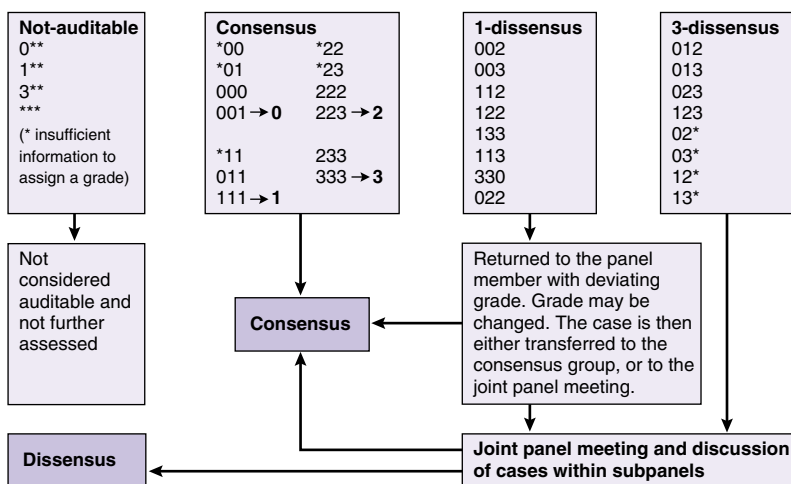 Not-auditable
0**
1**
3**
***
(* insufficient
information to
assign a grade)
Consensus
*00 *22
*01 *23
000 222
001→0 223→2
*11 233
011 333→3
111→1
1-dissensus
002
003
112
122
133
113
330
022
3-dissensus
012
013
023
123
02*
03*
12*
13*
Not
considered
auditable and
not further
assessed
Consensus
Returned to the panel
member with deviating
grade. Grade may be
changed. The case is then
either transferred to the
consensus group, or to the
joint panel meeting.
Dissensus
Joint panel meeting and discussion
of cases within subpanels